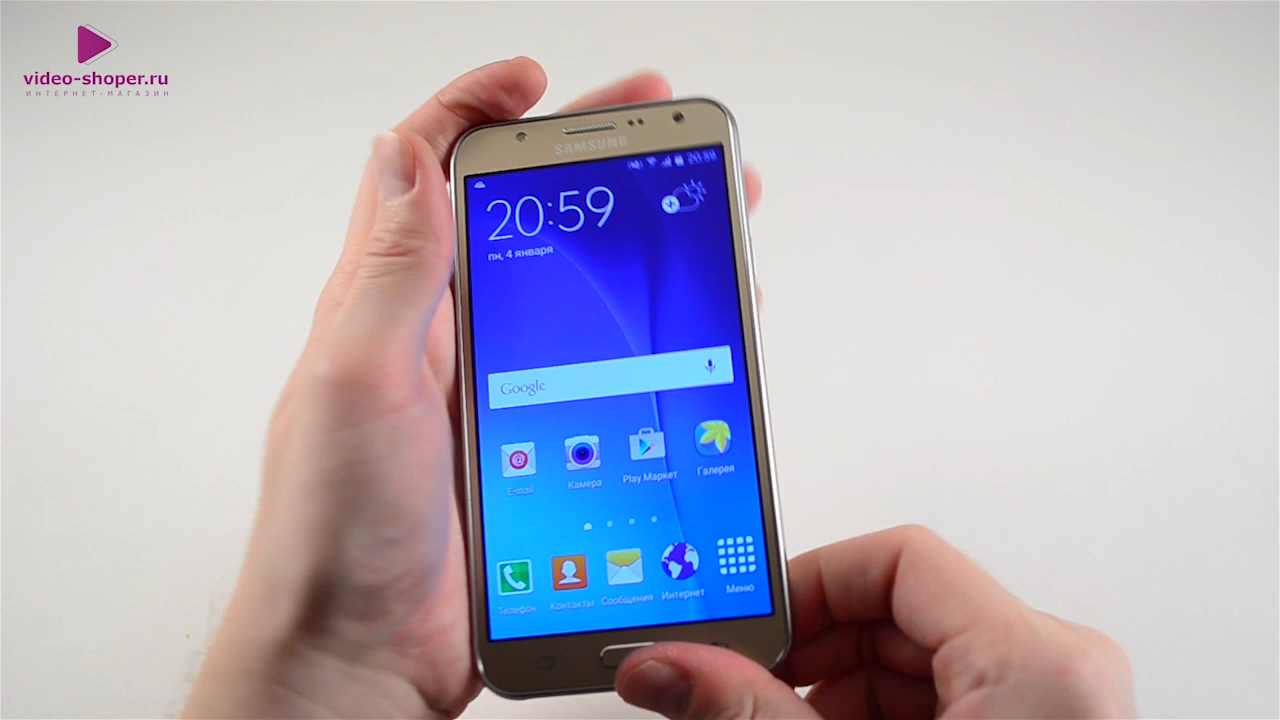 video-shoper.ru
ИНТЕРНЕТ-МАГАЗИН
SAMSUNG
20:59
20:59
пн, 4 января
Google
E-mail
Камера
Play Маркет
Галерея
Телефон
Контакты
Сообщения
Интернет
Меню